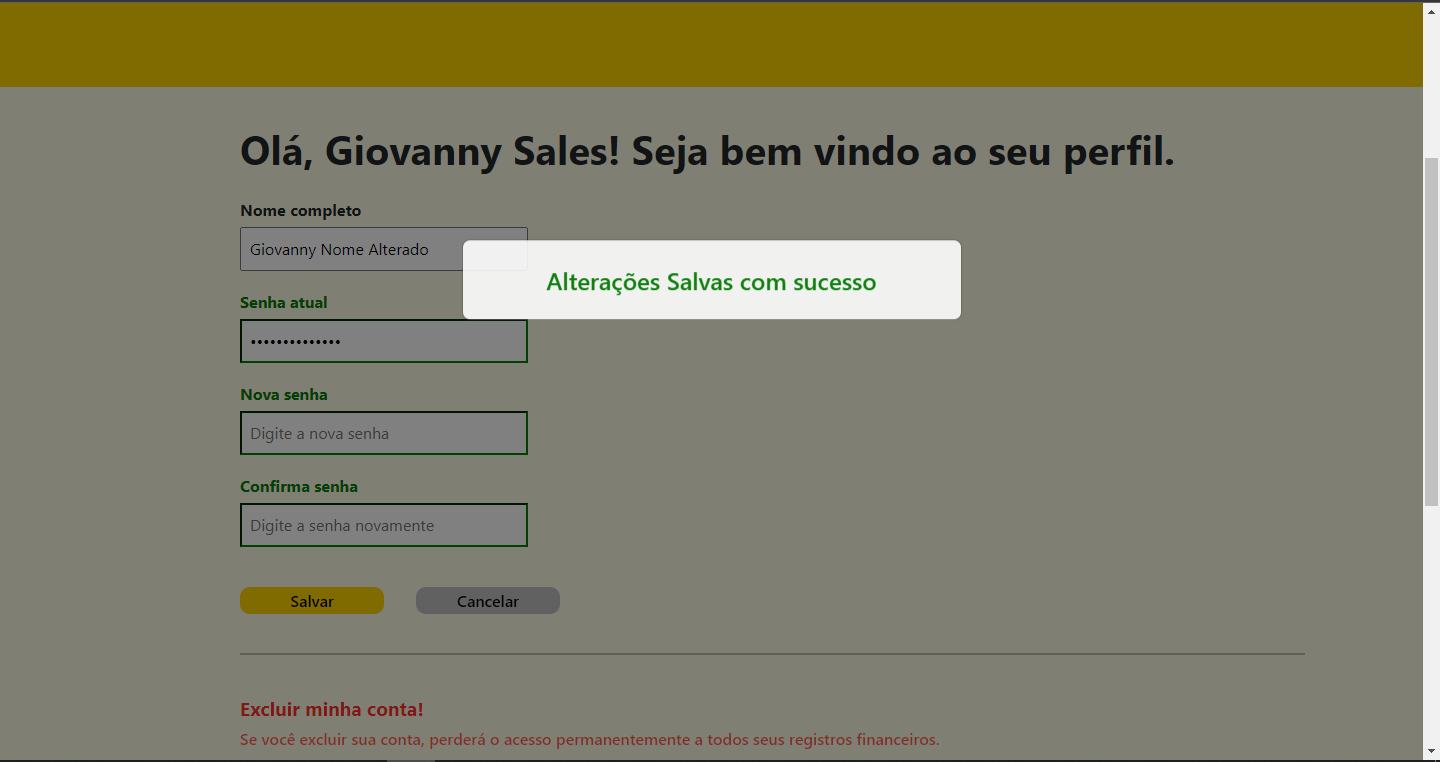 Olá, Giovanny Sales! Seja bem vindo ao seu perfil.
Nome completo
Giovanny Nome Alterado
Alterações Salvas com sucesso
Senha atual
••••••••••••••
Nova senha
Digite a nova senha
Confirma senha
Digite a senha novamente
Salvar
Cancelar
Excluir minha conta!
Se você excluir sua conta, perderá o acesso permanentemente a todos seus registros financeiros.